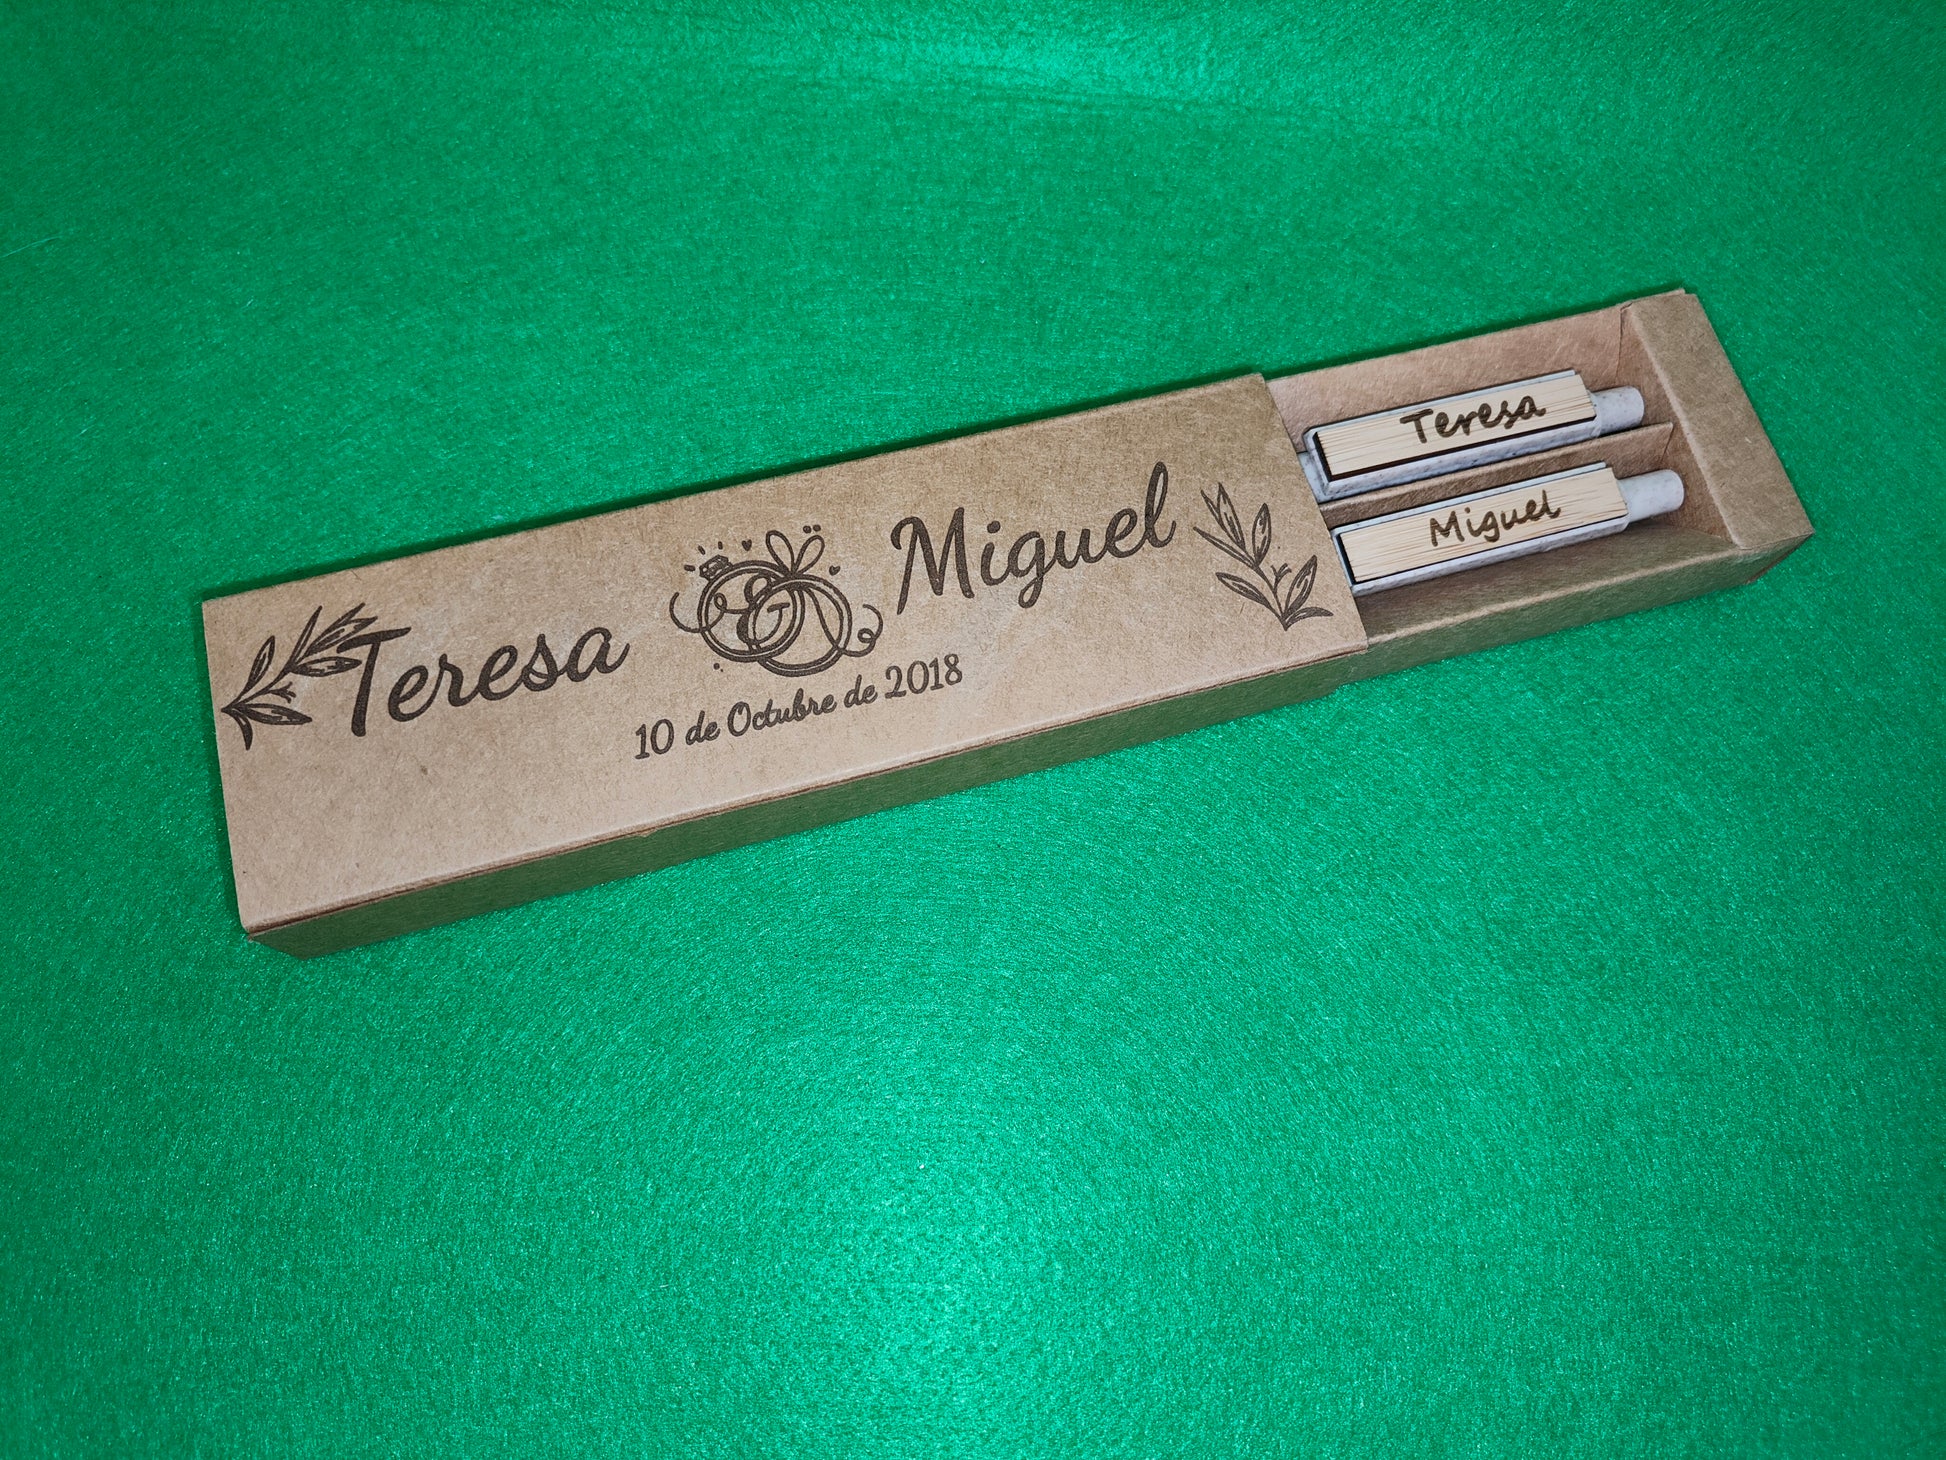 Teresa & Miguel
10 de Octubre de 2018
Teresa
Miguel